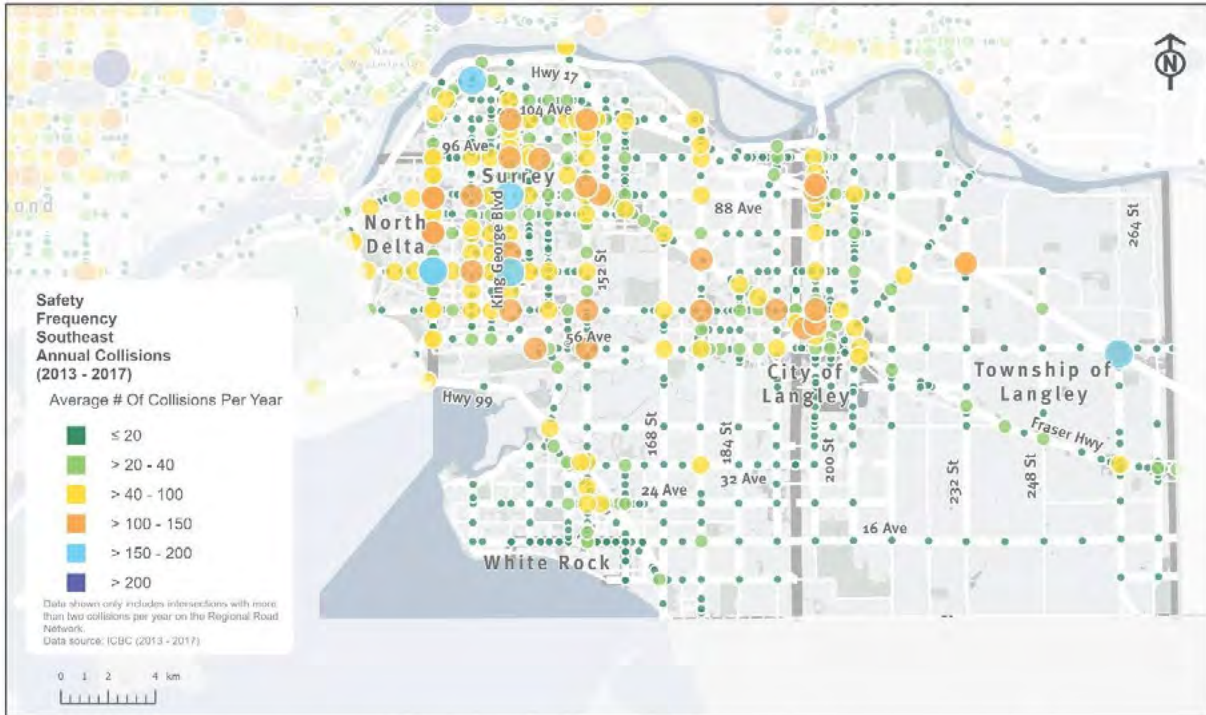 New
Westminster
Hwy 17
104 Ave
96 Ave
Surrey
88 Ave
North
Delta
King George Blvd
152 St
264 St
ond
Safety
Frequency
Southeast
Annual Collisions
(2013 - 2017)
Average # Of Collisions Per Year
≤ 20
> 20 - 40
> 40 - 100
> 100 - 150
> 150 - 200
> 200
Data shown only includes intersections with more
than two collisions per year on the Regional Road
Network.
Data source: ICBC (2013 - 2017)
56 Ave
City of
Langley
Township of
Langley
Hwy 99
Fraser Hwy
168 St
184 St
200 St
232 St
248 St
24 Ave
32 Ave
16 Ave
White Rock
0 1 2 4 km
N